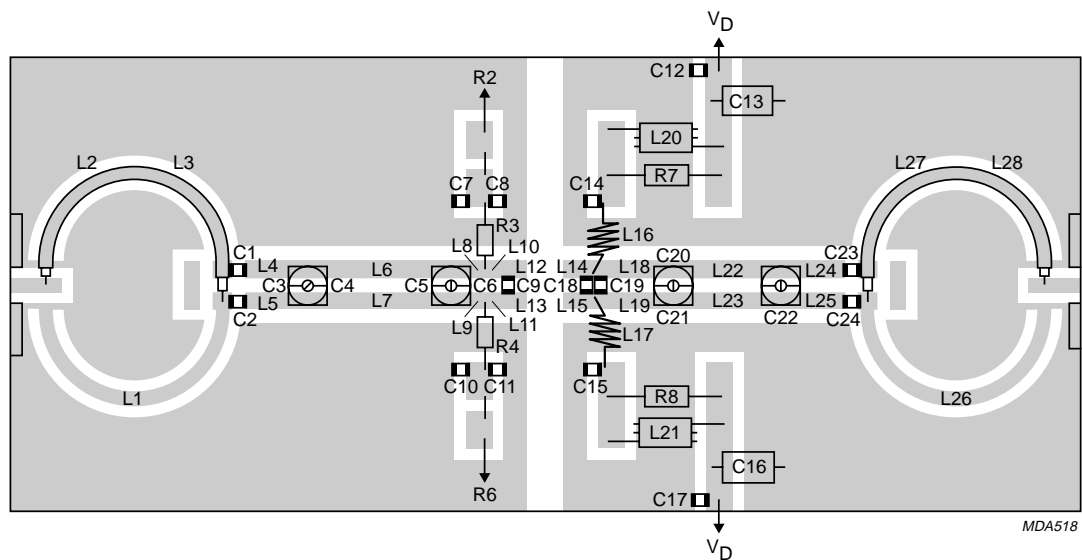 V_D
C12
R2
C13
L20
L2 L3 L27 L28
C7 C8 C14 R7
R3
L16
C1 L8 L10 C20 C23
L4 L6 L12 L14 L18 L22 L24
C3 C4 C5 C6 C9 C18 C19
L5 L7 L13 L15 L19 L23 L25
C2 L9 L11 C21 C22 C24
R4 L17
C10 C11 C15
L1 R8 L26
L21
C16
R6 C17
MDA518
V_D